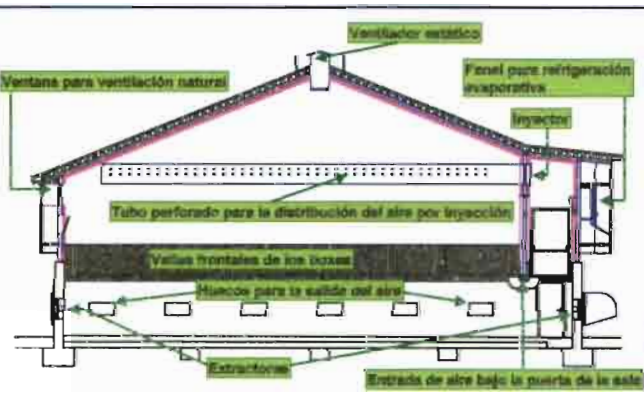 Ventilador estático
Ventana para ventilación natural
Panel para refrigeración
evaporativa
Inyector
Tubo perforado para la distribución del aire por inyección
Vallas frontales de los boxes
Huecos para la salida del aire
Extractores
Entrada de aire bajo la puerta de la sala